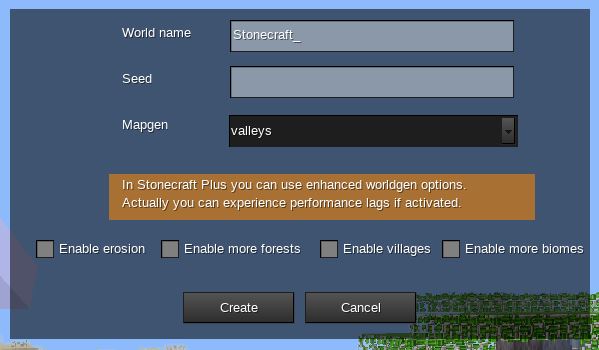 World name
Stonecraft_
Seed
Mapgen
valleys
In Stonecraft Plus you can use enhanced worldgen options.
Actually you can experience performance lags if activated.
Enable erosion Enable more forests Enable villages Enable more biomes
Create Cancel